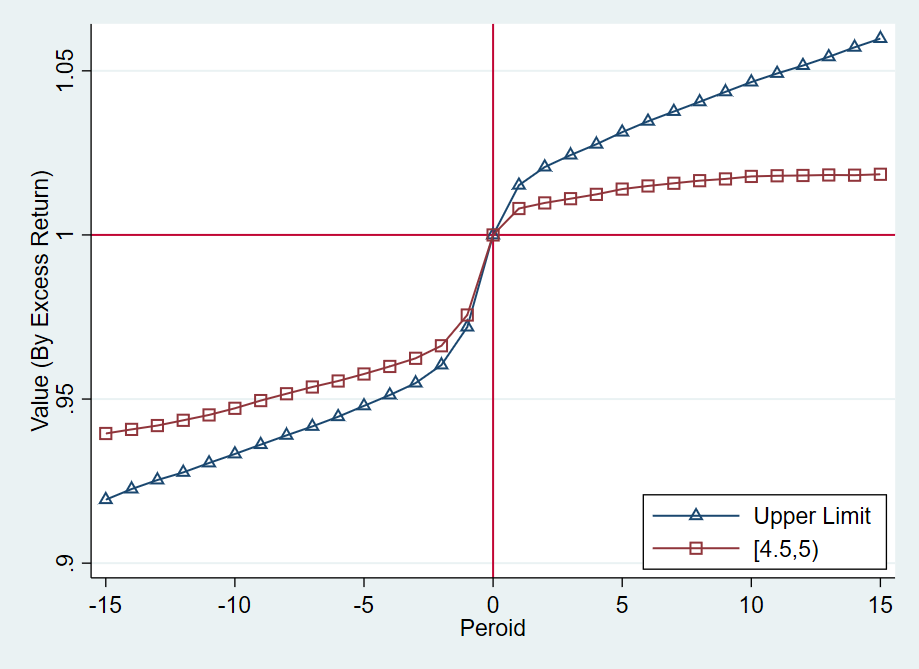 Value (By Excess Return)
1.05
1
.95
.9
-15 -10 -5 0 5 10 15
Peroid
Upper Limit
[4.5,5)